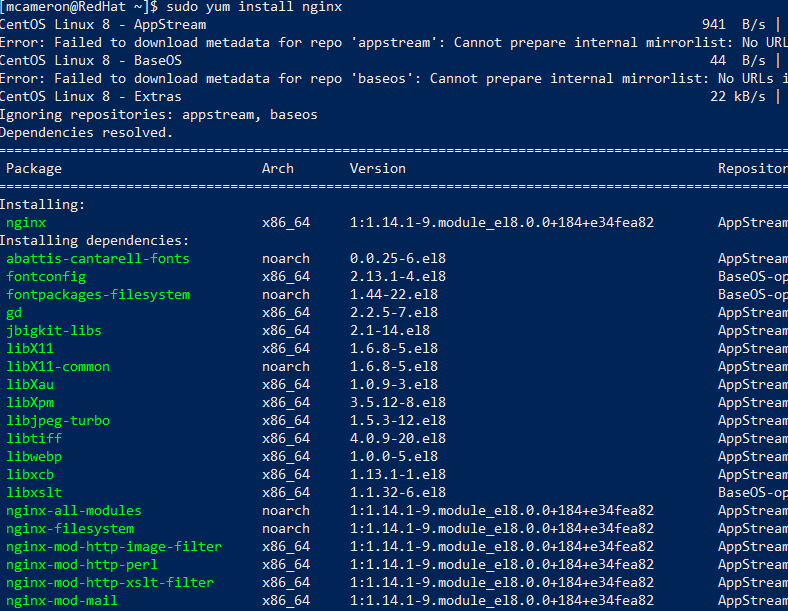 [mcameron@RedHat ~]$ sudo yum install nginx
CentOS Linux 8 - AppStream 941 B/s |
Error: Failed to download metadata for repo 'appstream': Cannot prepare internal mirrorlist: No URL
CentOS Linux 8 - BaseOS 44 B/s |
Error: Failed to download metadata for repo 'baseos': Cannot prepare internal mirrorlist: No URLs i
CentOS Linux 8 - Extras 22 kB/s |
Ignoring repositories: appstream, baseos
Dependencies resolved.
================================================================================
Package Arch Version Repositor
================================================================================
Installing:
nginx x86_64 1:1.14.1-9.module_el8.0.0+184+e34fea82 AppStream
Installing dependencies:
abattis-cantarell-fonts noarch 0.0.25-6.el8 AppStream
fontconfig x86_64 2.13.1-4.el8 BaseOS-op
fontpackages-filesystem noarch 1.44-22.el8 BaseOS-op
gd x86_64 2.2.5-7.el8 AppStream
jbigkit-libs x86_64 2.1-14.el8 AppStream
libX11 x86_64 1.6.8-5.el8 AppStream
libX11-common noarch 1.6.8-5.el8 AppStream
libXau x86_64 1.0.9-3.el8 AppStream
libXpm x86_64 3.5.12-8.el8 AppStream
libjpeg-turbo x86_64 1.5.3-12.el8 AppStream
libtiff x86_64 4.0.9-20.el8 AppStream
libwebp x86_64 1.0.0-5.el8 AppStream
libxcb x86_64 1.13.1-1.el8 AppStream
libxslt x86_64 1.1.32-6.el8 BaseOS-op
nginx-all-modules noarch 1:1.14.1-9.module_el8.0.0+184+e34fea82 AppStream
nginx-filesystem noarch 1:1.14.1-9.module_el8.0.0+184+e34fea82 AppStream
nginx-mod-http-image-filter x86_64 1:1.14.1-9.module_el8.0.0+184+e34fea82 AppStream
nginx-mod-http-perl x86_64 1:1.14.1-9.module_el8.0.0+184+e34fea82 AppStream
nginx-mod-http-xslt-filter x86_64 1:1.14.1-9.module_el8.0.0+184+e34fea82 AppStream
nginx-mod-mail x86_64 1:1.14.1-9.module_el8.0.0+184+e34fea82 AppStream